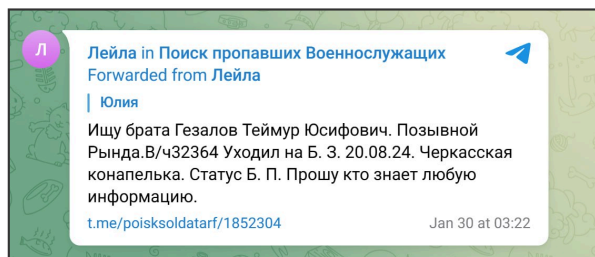 Л
Лейла in Поиск пропавших Военнослужащих
Forwarded from Лейла
Юлия
Ищу брата Гезалов Теймур Юсифович. Позывной
Рында.В/ч32364 Уходил на Б. З. 20.08.24. Черкасская
конапелька. Статус Б. П. Прошу кто знает любую
информацию.
t.me/poisksoldatarf/1852304 Jan 30 at 03:22